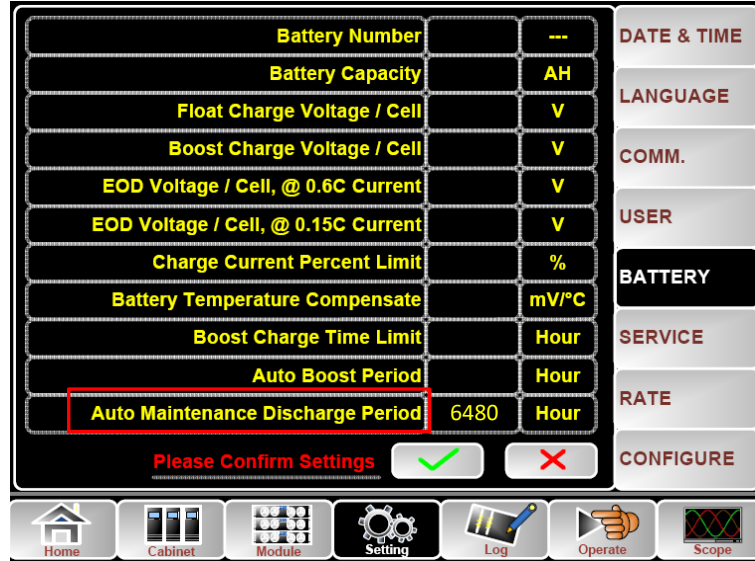 Battery Number --- DATE & TIME
Battery Capacity AH
Float Charge Voltage / Cell V LANGUAGE
Boost Charge Voltage / Cell V COMM.
EOD Voltage / Cell, @ 0.6C Current V
EOD Voltage / Cell, @ 0.15C Current V USER
Charge Current Percent Limit % BATTERY
Battery Temperature Compensate mV/°C
Boost Charge Time Limit Hour SERVICE
Auto Boost Period Hour
Auto Maintenance Discharge Period 6480 Hour RATE
Please Confirm Settings CONFIGURE
Home Cabinet Module Setting Log Operate Scope